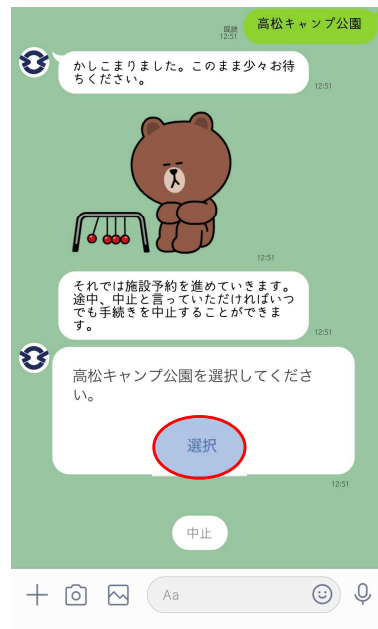 高松キャンプ公園
既読
12:51
かしこまりました。このまま少々お待
ちください。
12:51
12:51
それでは施設予約を進めていきます。
途中、中止と言っていただければいつ
でも手続きを中止することができま
す。
12:51
高松キャンプ公園を選択してくださ
い。
選択
12:51
中止
Aa